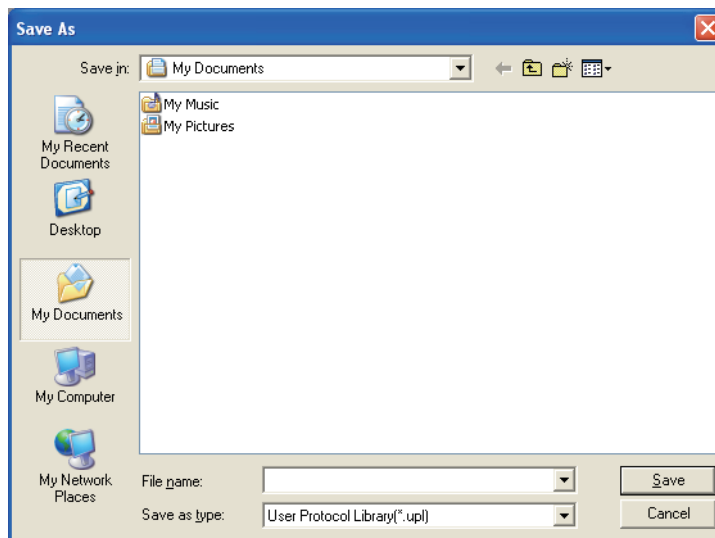 Save As
Save in:
My Documents
My Recent
Documents
Desktop
My Documents
My Computer
My Network
Places
My Music
My Pictures
File name:
Save
Save as type:
User Protocol Library(*.upl)
Cancel